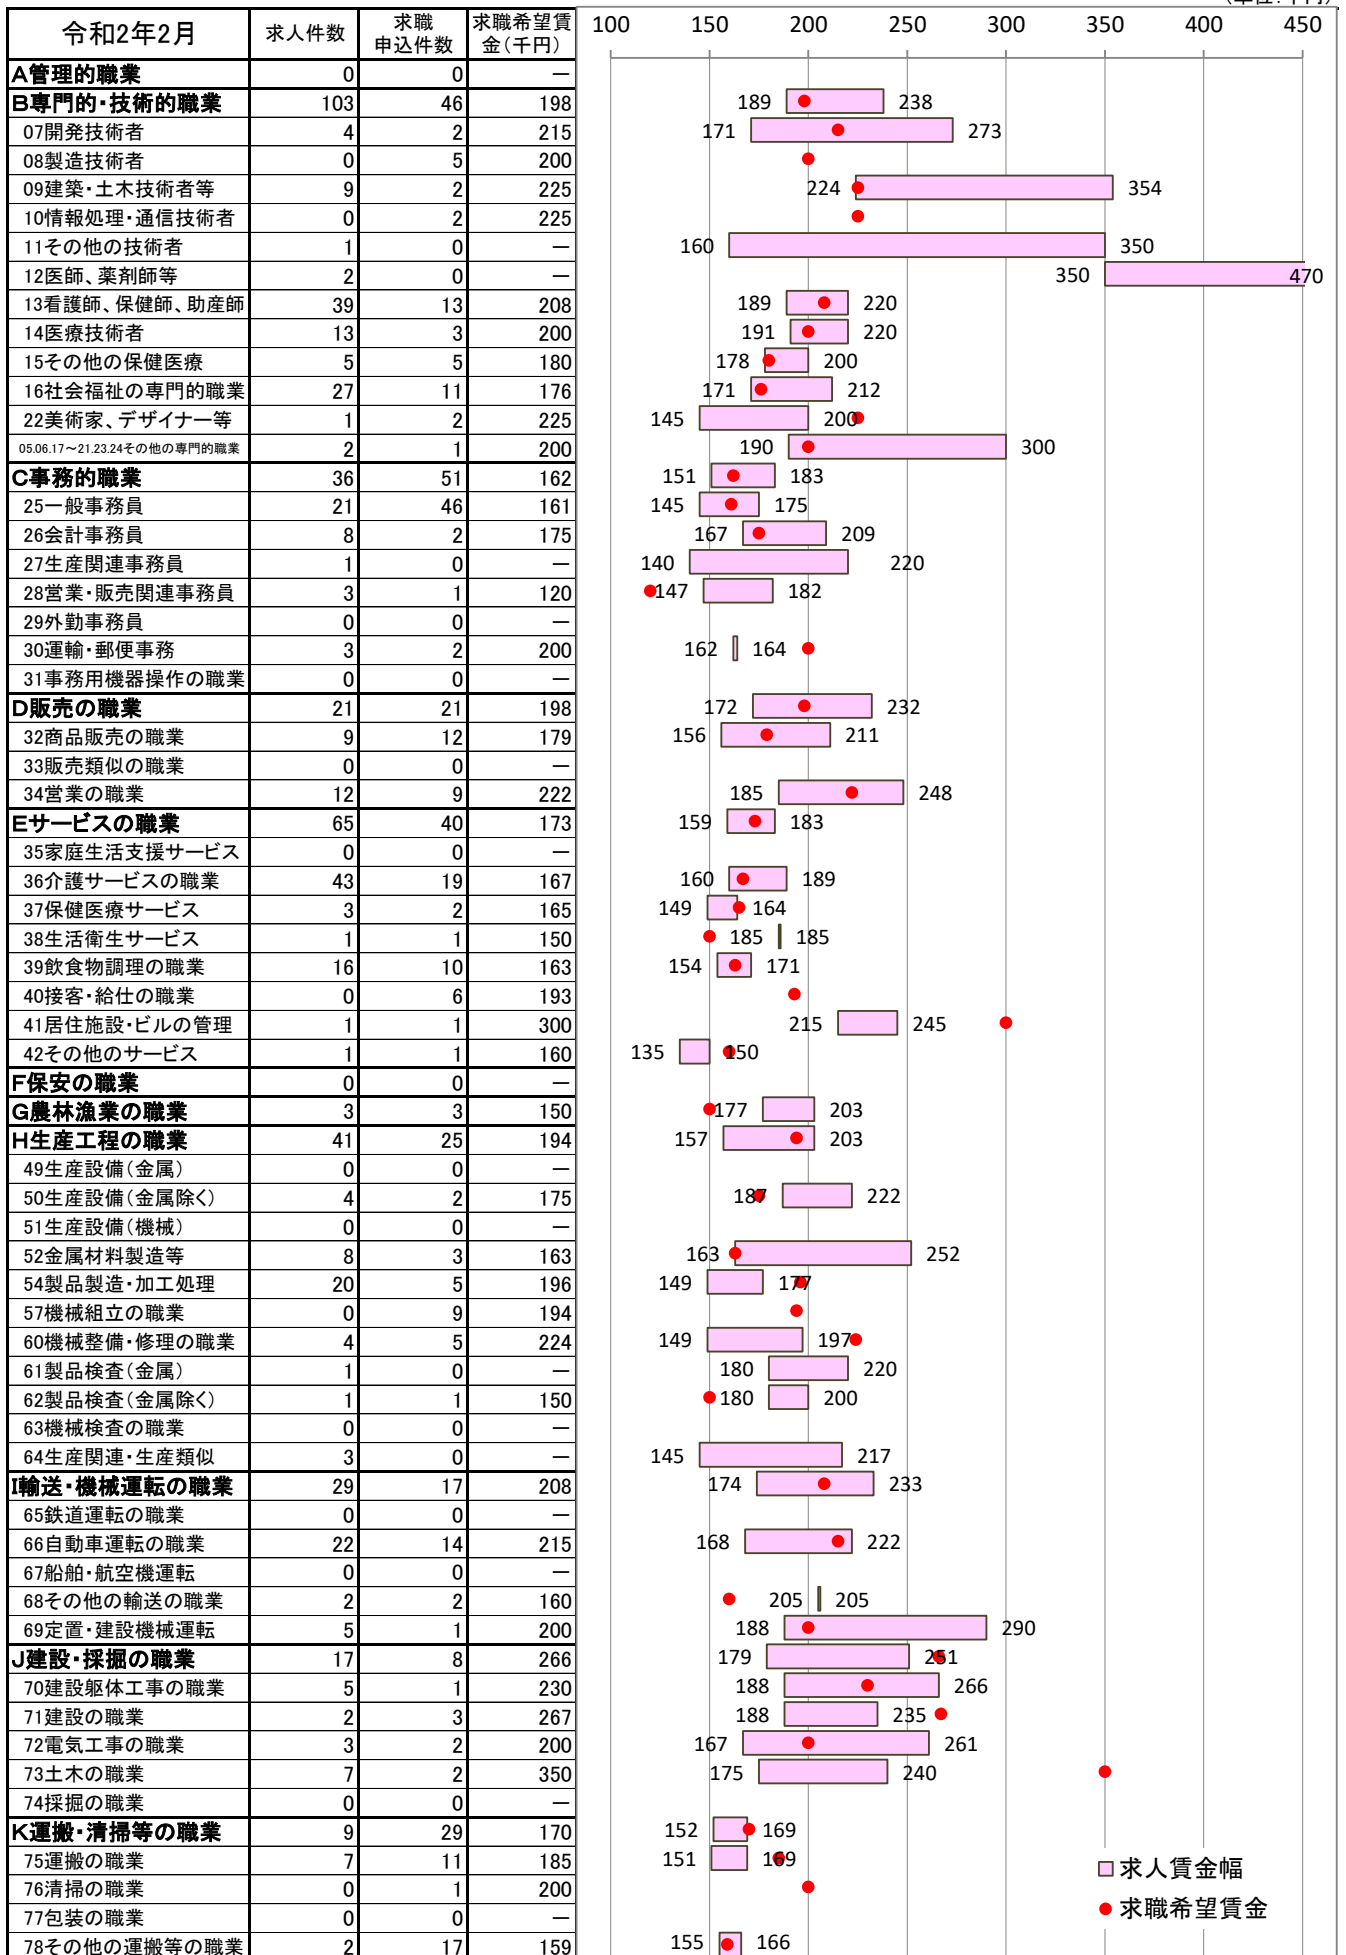 (単位:千円)
令和2年2月 求人件数 求職申込件数 求職希望賃金(千円) 100 150 200 250 300 350 400 450
A管理的職業 0 0 ―
B専門的・技術的職業 103 46 198 189 238
07開発技術者 4 2 215 171 273
08製造技術者 0 5 200
09建築・土木技術者等 9 2 225 224 354
10情報処理・通信技術者 0 2 225
11その他の技術者 1 0 ― 160 350
12医師、薬剤師等 2 0 ― 350 470
13看護師、保健師、助産師 39 13 208 189 220
14医療技術者 13 3 200 191 220
15その他の保健医療 5 5 180 178 200
16社会福祉の専門的職業 27 11 176 171 212
22美術家、デザイナー等 1 2 225 145 200
05.06.17~21.23.24その他の専門的職業 2 1 200 190 300
C事務的職業 36 51 162 151 183
25一般事務員 21 46 161 145 175
26会計事務員 8 2 175 167 209
27生産関連事務員 1 0 ― 140 220
28営業・販売関連事務員 3 1 120 147 182
29外勤事務員 0 0 ―
30運輸・郵便事務 3 2 200 162 164
31事務用機器操作の職業 0 0 ―
D販売の職業 21 21 198 172 232
32商品販売の職業 9 12 179 156 211
33販売類似の職業 0 0 ―
34営業の職業 12 9 222 185 248
Eサービスの職業 65 40 173 159 183
35家庭生活支援サービス 0 0 ―
36介護サービスの職業 43 19 167 160 189
37保健医療サービス 3 2 165 149 164
38生活衛生サービス 1 1 150 185 185
39飲食物調理の職業 16 10 163 154 171
40接客・給仕の職業 0 6 193
41居住施設・ビルの管理 1 1 300 215 245
42その他のサービス 1 1 160 135 150
F保安の職業 0 0 ―
G農林漁業の職業 3 3 150 177 203
H生産工程の職業 41 25 194 157 203
49生産設備(金属) 0 0 ―
50生産設備(金属除く) 4 2 175 187 222
51生産設備(機械) 0 0 ―
52金属材料製造等 8 3 163 163 252
54製品製造・加工処理 20 5 196 149 177
57機械組立の職業 0 9 194
60機械整備・修理の職業 4 5 224 149 197
61製品検査(金属) 1 0 ― 180 220
62製品検査(金属除く) 1 1 150 180 200
63機械検査の職業 0 0 ―
64生産関連・生産類似 3 0 ― 145 217
I輸送・機械運転の職業 29 17 208 174 233
65鉄道運転の職業 0 0 ―
66自動車運転の職業 22 14 215 168 222
67船舶・航空機運転 0 0 ―
68その他の輸送の職業 2 2 160 205 205
69定置・建設機械運転 5 1 200 188 290
J建設・採掘の職業 17 8 266 179 251
70建設躯体工事の職業 5 1 230 188 266
71建設の職業 2 3 267 188 235
72電気工事の職業 3 2 200 167 261
73土木の職業 7 2 350 175 240
74採掘の職業 0 0 ―
K運搬・清掃等の職業 9 29 170 152 169
75運搬の職業 7 11 185 151 169
求人賃金幅
76清掃の職業 0 1 200
求職希望賃金
77包装の職業 0 0 ―
78その他の運搬等の職業 2 17 159 155 166